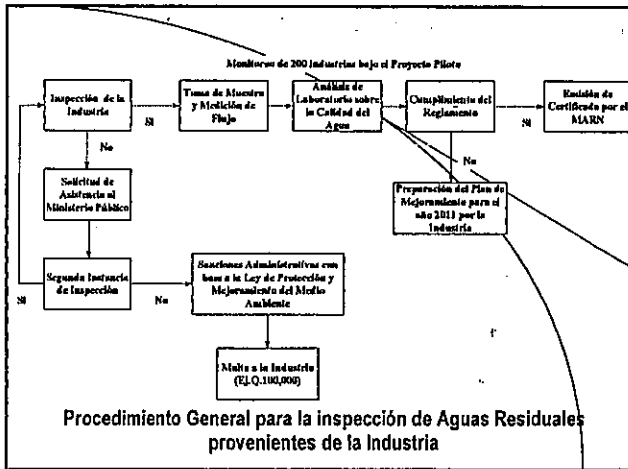 Monitoreo de 200 Industrias bajo el Proyecto Piloto
Inspección de la
Industria
Si
Toma de Muestra
y Medición de
Flujo
Análisis de
Laboratorio sobre
la Calidad del
Agua
Cumplimiento del
Reglamento
Si
Emisión de
Certificado por el
MARN
No
Solicitud de
Asistencia al
Ministerio Público
No
Preparación del Plan de
Mejoramiento para el
año 2011 por la
Industria
Segunda Instancia
de Inspección
Si
No
Sanciones Administrativas con
base a la Ley de Protección y
Mejoramiento del Medio
Ambiente
Multa a la Industria
(EJ.Q.100,000)
Procedimiento General para la inspección de Aguas Residuales
provenientes de la Industria